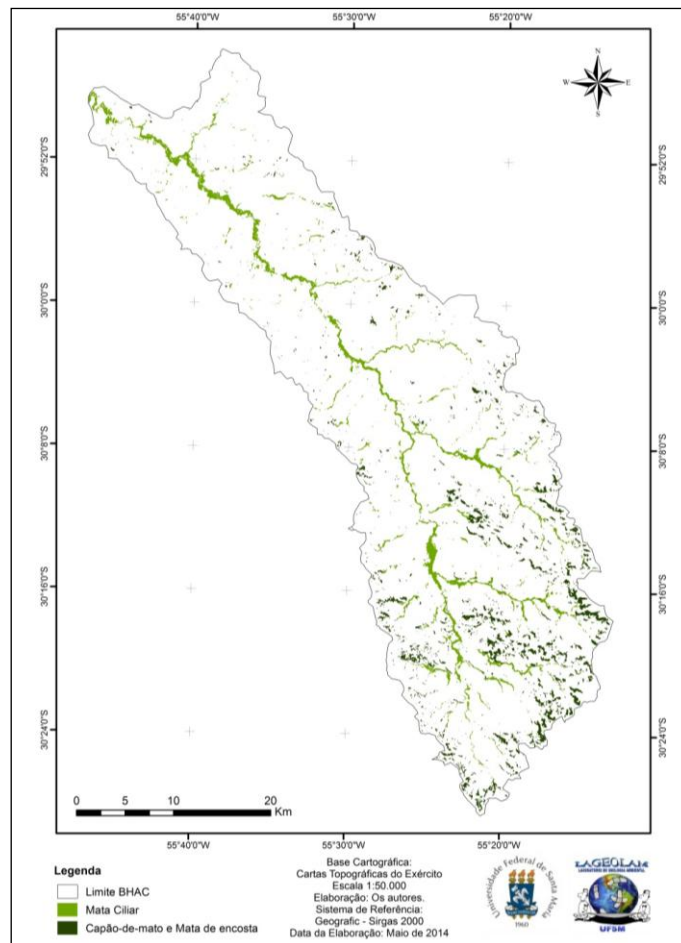 55°40'0"W 55°30'0"W 55°20'0"W
N
W E
S
29°52'0"S 29°52'0"S
30°0'0"S 30°0'0"S
30°8'0"S 30°8'0"S
30°16'0"S 30°16'0"S
30°24'0"S 30°24'0"S
0 5 10 20
Km
55°40'0"W 55°30'0"W 55°20'0"W
Legenda
Limite BHAC
Mata Ciliar
Capão-de-mato e Mata de encosta
Base Cartográfica:
Cartas Topográficas do Exército
Escala 1:50.000
Elaboração: Os autores.
Sistema de Referência:
Geografic - Sirgas 2000
Data da Elaboração: Maio de 2014
Universidade Federal de Santa Maria
1960
LAGEOLAM
LABORATÓRIO DE GEOLOGIA AMBIENTAL
UFSM